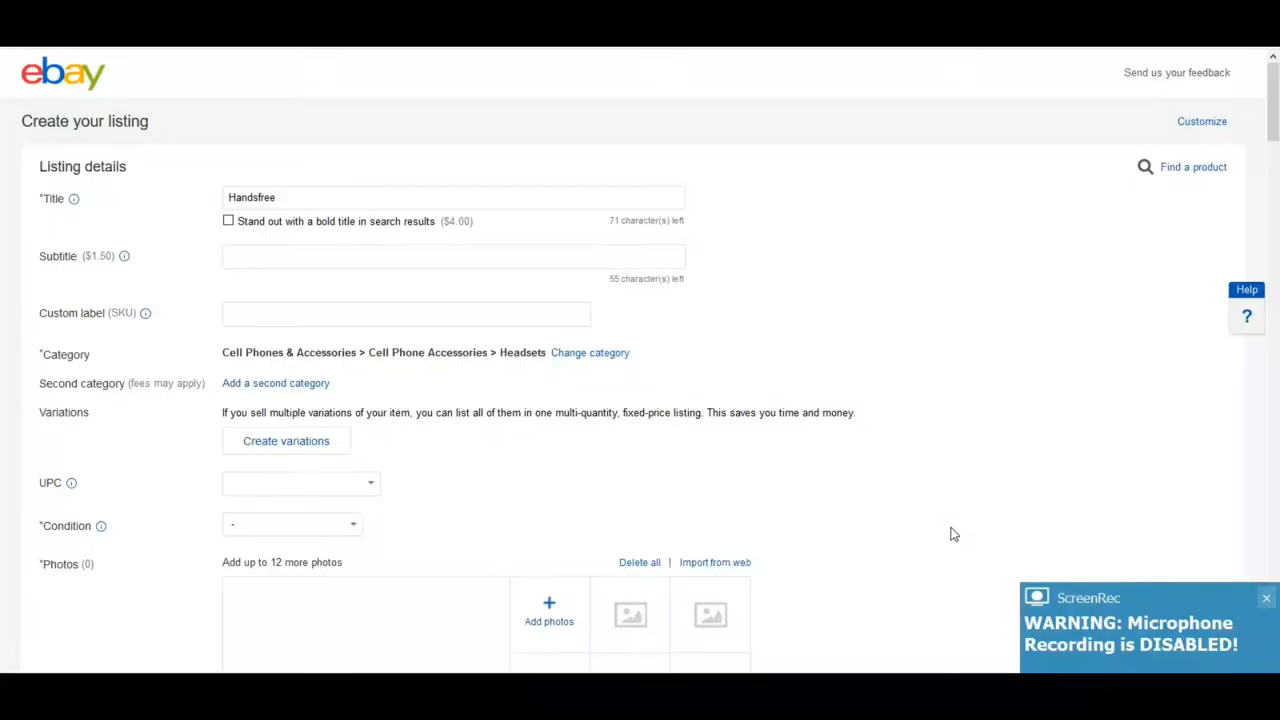 ebay
Send us your feedback
Create your listing
Customize
Listing details
Find a product
*Title
Handsfree
Stand out with a bold title in search results ($4.00)
71 character(s) left
Subtitle ($1.50)
55 character(s) left
Help
?
Custom label (SKU)
*Category
Cell Phones & Accessories > Cell Phone Accessories > Headsets Change category
Second category (fees may apply)
Add a second category
Variations
If you sell multiple variations of your item, you can list all of them in one multi-quantity, fixed-price listing. This saves you time and money.
Create variations
UPC
*Condition
-
*Photos (0)
Add up to 12 more photos
Delete all | Import from web
+
Add photos
ScreenRec
WARNING: Microphone
Recording is DISABLED!